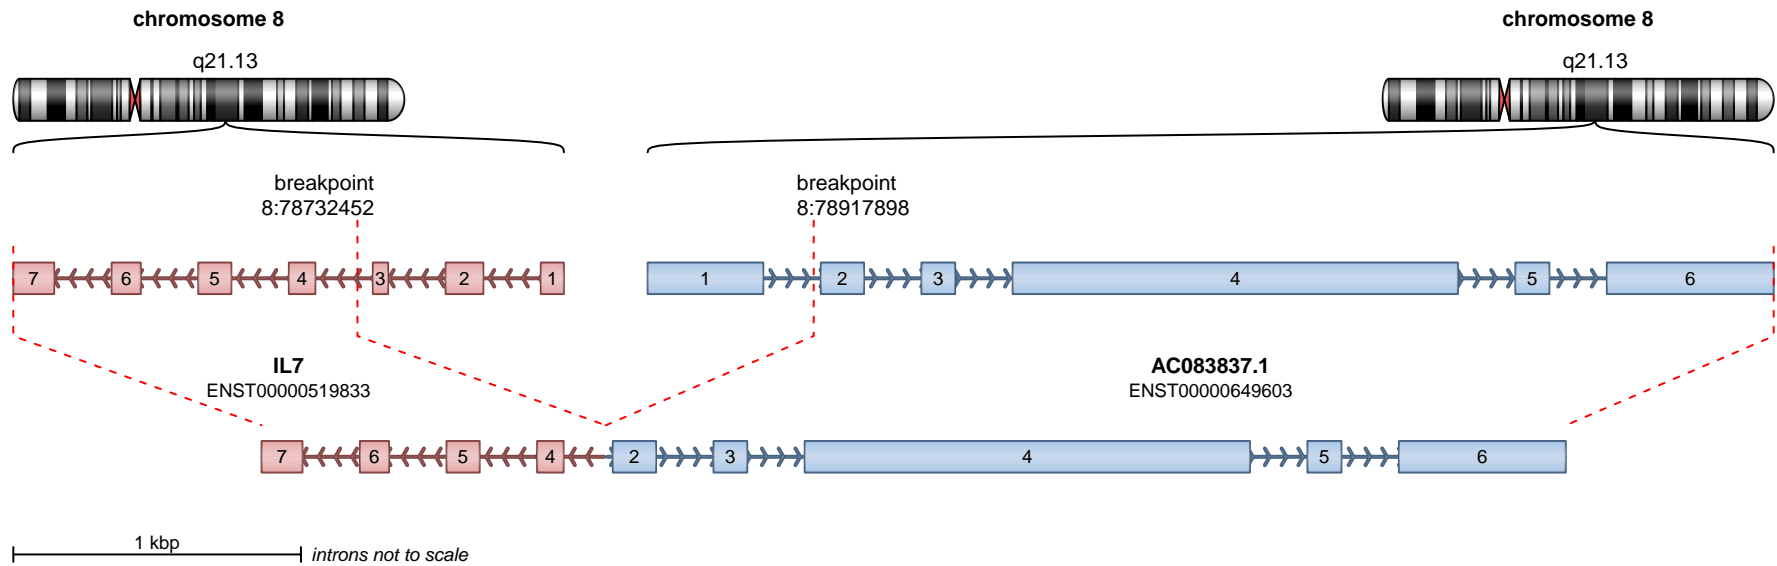 chromosome 8
chromosome 8
q21.13
q21.13
breakpoint
8:78732452
breakpoint
8:78917898
7 6 5 4 3 2 1
1 2 3 4 5 6
IL7
ENST00000519833
AC083837.1
ENST00000649603
7 6 5 4 2 3 4 5 6
1 kbp
introns not to scale